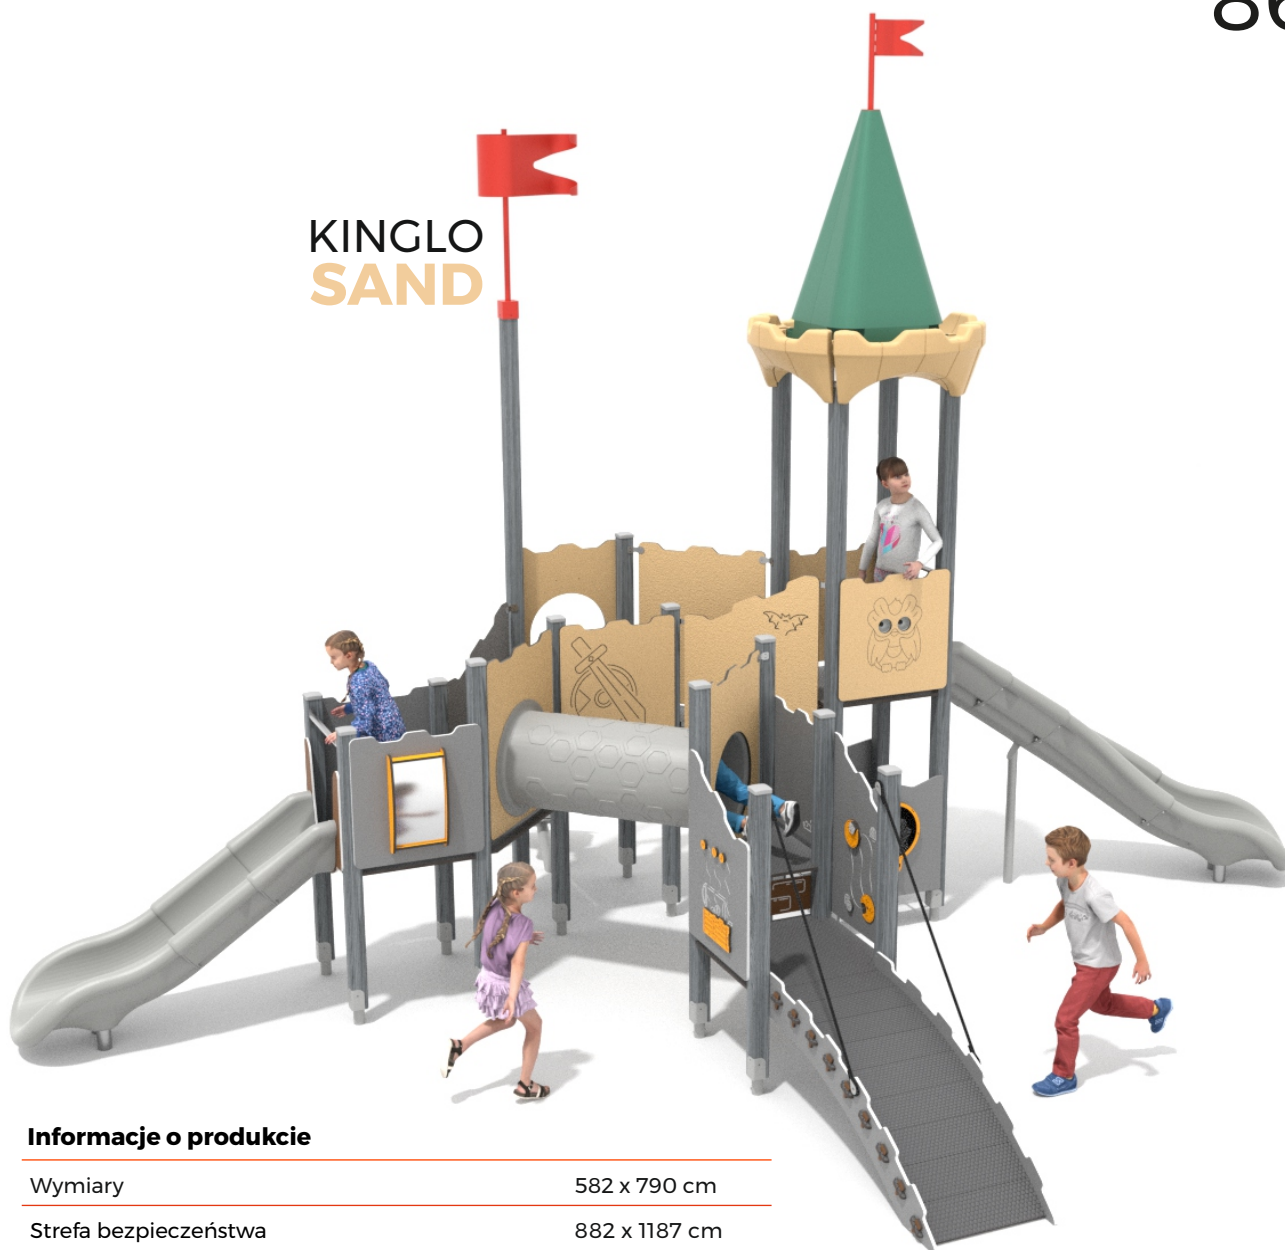 KINGLO
SAND
Informacje o produkcie
Wymiary 582 x 790 cm
Strefa bezpieczeństwa 882 x 1187 cm